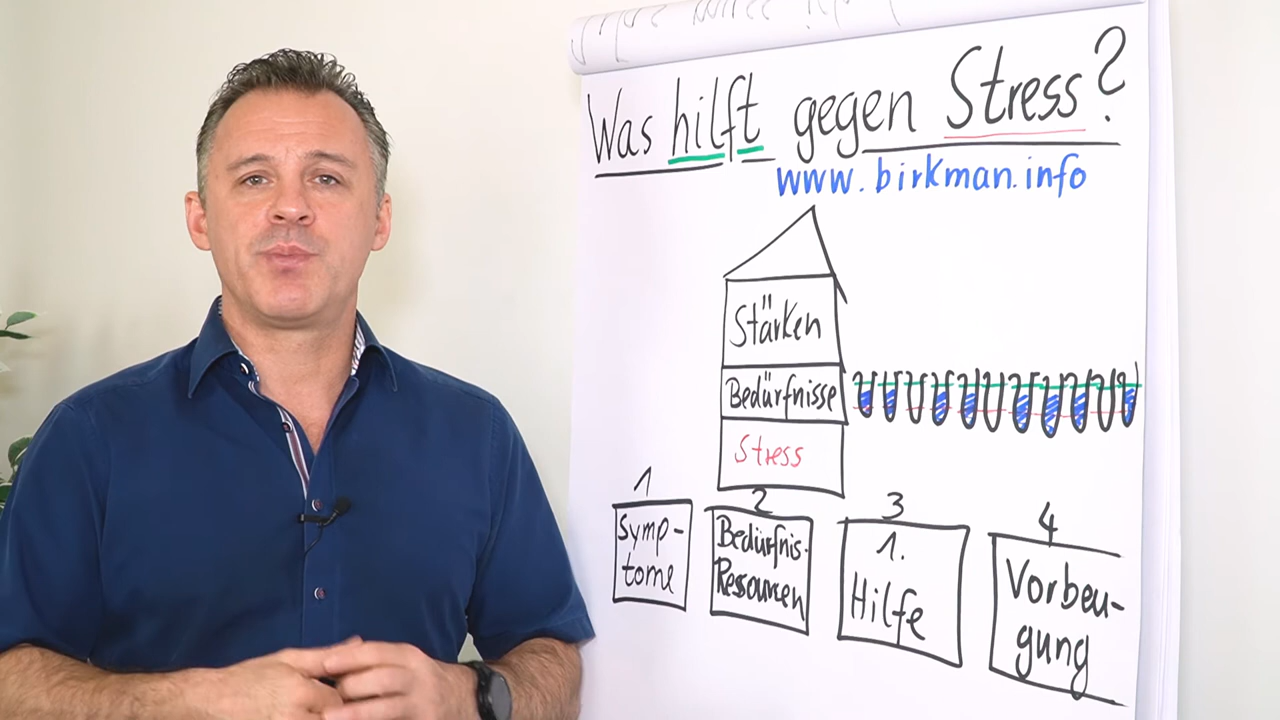 Was hilft gegen Stress?
www.birkman.info
Stärken
Bedürfnisse
Stress
1
Symp-
tome
2
Bedürfnis-
Ressourcen
3
1.
Hilfe
4
Vorbeu-
gung